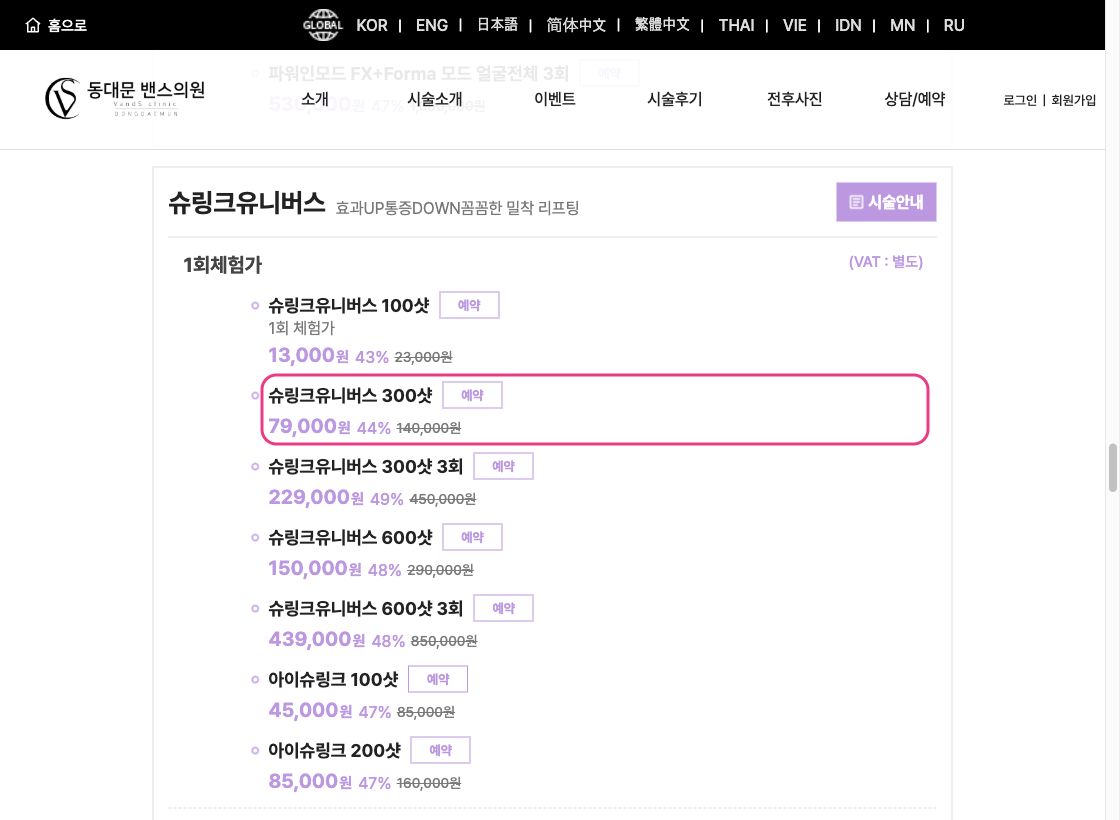 홈으로
GLOBAL KOR | ENG | 日本語 | 简体中文 | 繁體中文 | THAI | VIE | IDN | MN | RU
파워인모드 FX+Forma 모드 얼굴전체 3회 예약
동대문 밴스의원
VandS clinic
DONGDAEMUN
소개 시술소개 이벤트 시술후기 전후사진 상담/예약
로그인 | 회원가입
슈링크유니버스 효과UP통증DOWN꼼꼼한 밀착 리프팅
시술안내
1회체험가
(VAT : 별도)
슈링크유니버스 100샷 예약
1회 체험가
13,000원 43% 23,000원
슈링크유니버스 300샷 예약
79,000원 44% 140,000원
슈링크유니버스 300샷 3회 예약
229,000원 49% 450,000원
슈링크유니버스 600샷 예약
150,000원 48% 290,000원
슈링크유니버스 600샷 3회 예약
439,000원 48% 850,000원
아이슈링크 100샷 예약
45,000원 47% 85,000원
아이슈링크 200샷 예약
85,000원 47% 160,000원